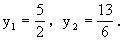 y₁ = 5/2, y₂ = 13/6.